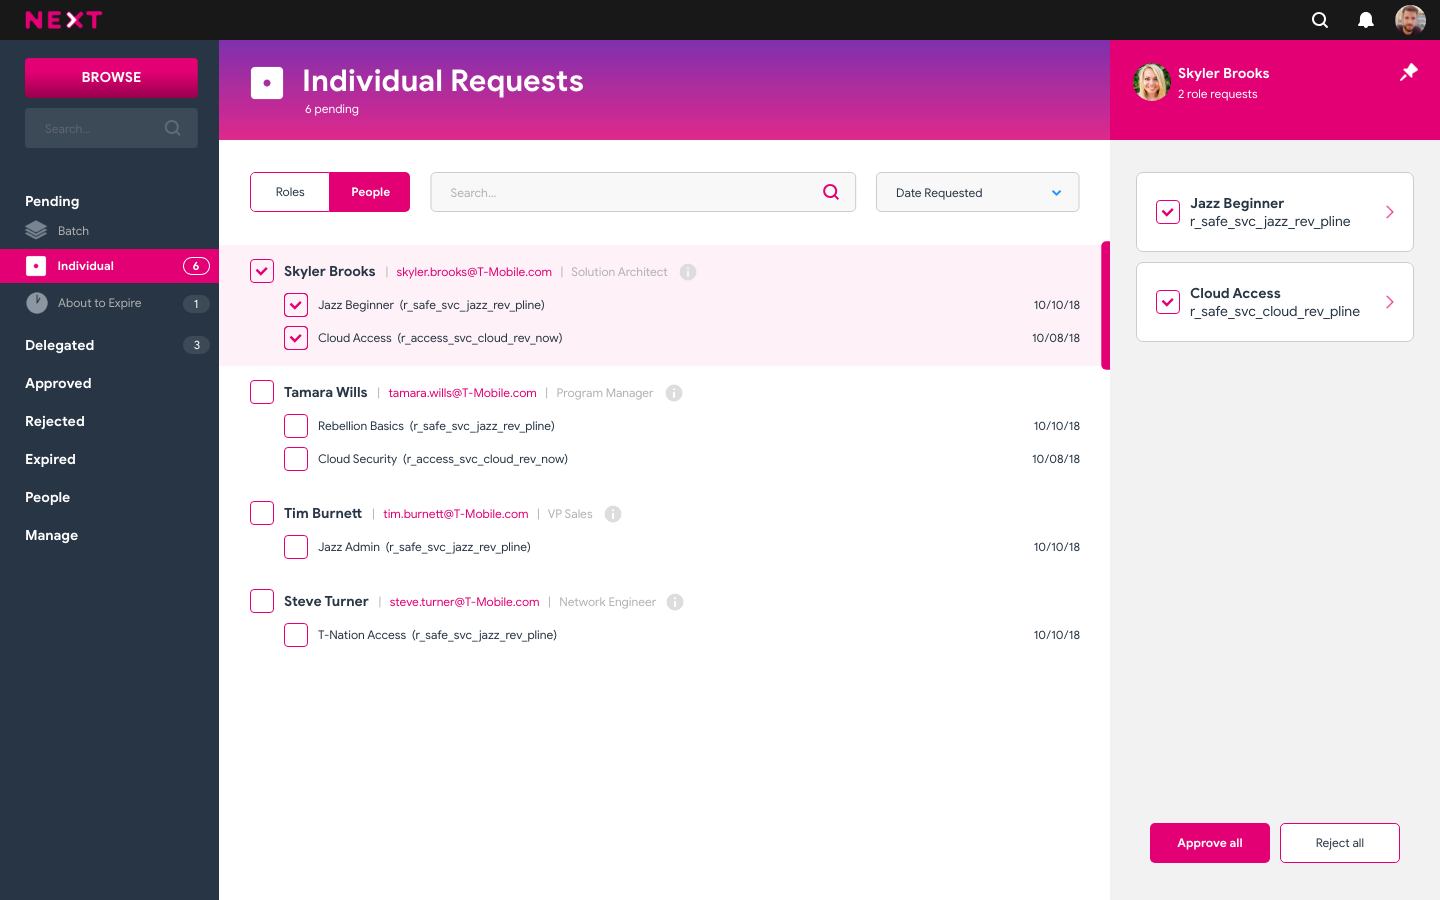 NEXT
BROWSE
Search...
Pending
Batch
Individual 6
About to Expire 1
Delegated 3
Approved
Rejected
Expired
People
Manage
Individual Requests
6 pending
Roles People Search... Date Requested
Skyler Brooks | skyler.brooks@T-Mobile.com | Solution Architect i
Jazz Beginner (r_safe_svc_jazz_rev_pline) 10/10/18
Cloud Access (r_access_svc_cloud_rev_now) 10/08/18
Tamara Wills | tamara.wills@T-Mobile.com | Program Manager i
Rebellion Basics (r_safe_svc_jazz_rev_pline) 10/10/18
Cloud Security (r_access_svc_cloud_rev_now) 10/08/18
Tim Burnett | tim.burnett@T-Mobile.com | VP Sales i
Jazz Admin (r_safe_svc_jazz_rev_pline) 10/10/18
Steve Turner | steve.turner@T-Mobile.com | Network Engineer i
T-Nation Access (r_safe_svc_jazz_rev_pline) 10/10/18
Skyler Brooks
2 role requests
Jazz Beginner
r_safe_svc_jazz_rev_pline
Cloud Access
r_safe_svc_cloud_rev_pline
Approve all Reject all